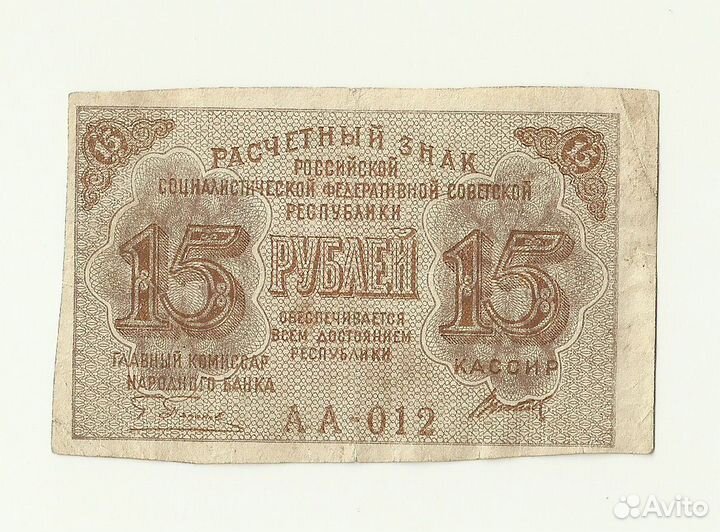 15 15
РАСЧЕТНЫЙ ЗНАК
РОССИЙСКОЙ
СОЦИАЛИСТИЧЕСКОЙ ФЕДЕРАТИВНОЙ СОВЕТСКОЙ
РЕСПУБЛИКИ
15 РУБЛЕЙ 15
ОБЕСПЕЧИВАЕТСЯ
ВСЕМ ДОСТОЯНИЕМ
РЕСПУБЛИКИ
ГЛАВНЫЙ КОМИССАР
НАРОДНОГО БАНКА
КАССИР
АА-012
Avito